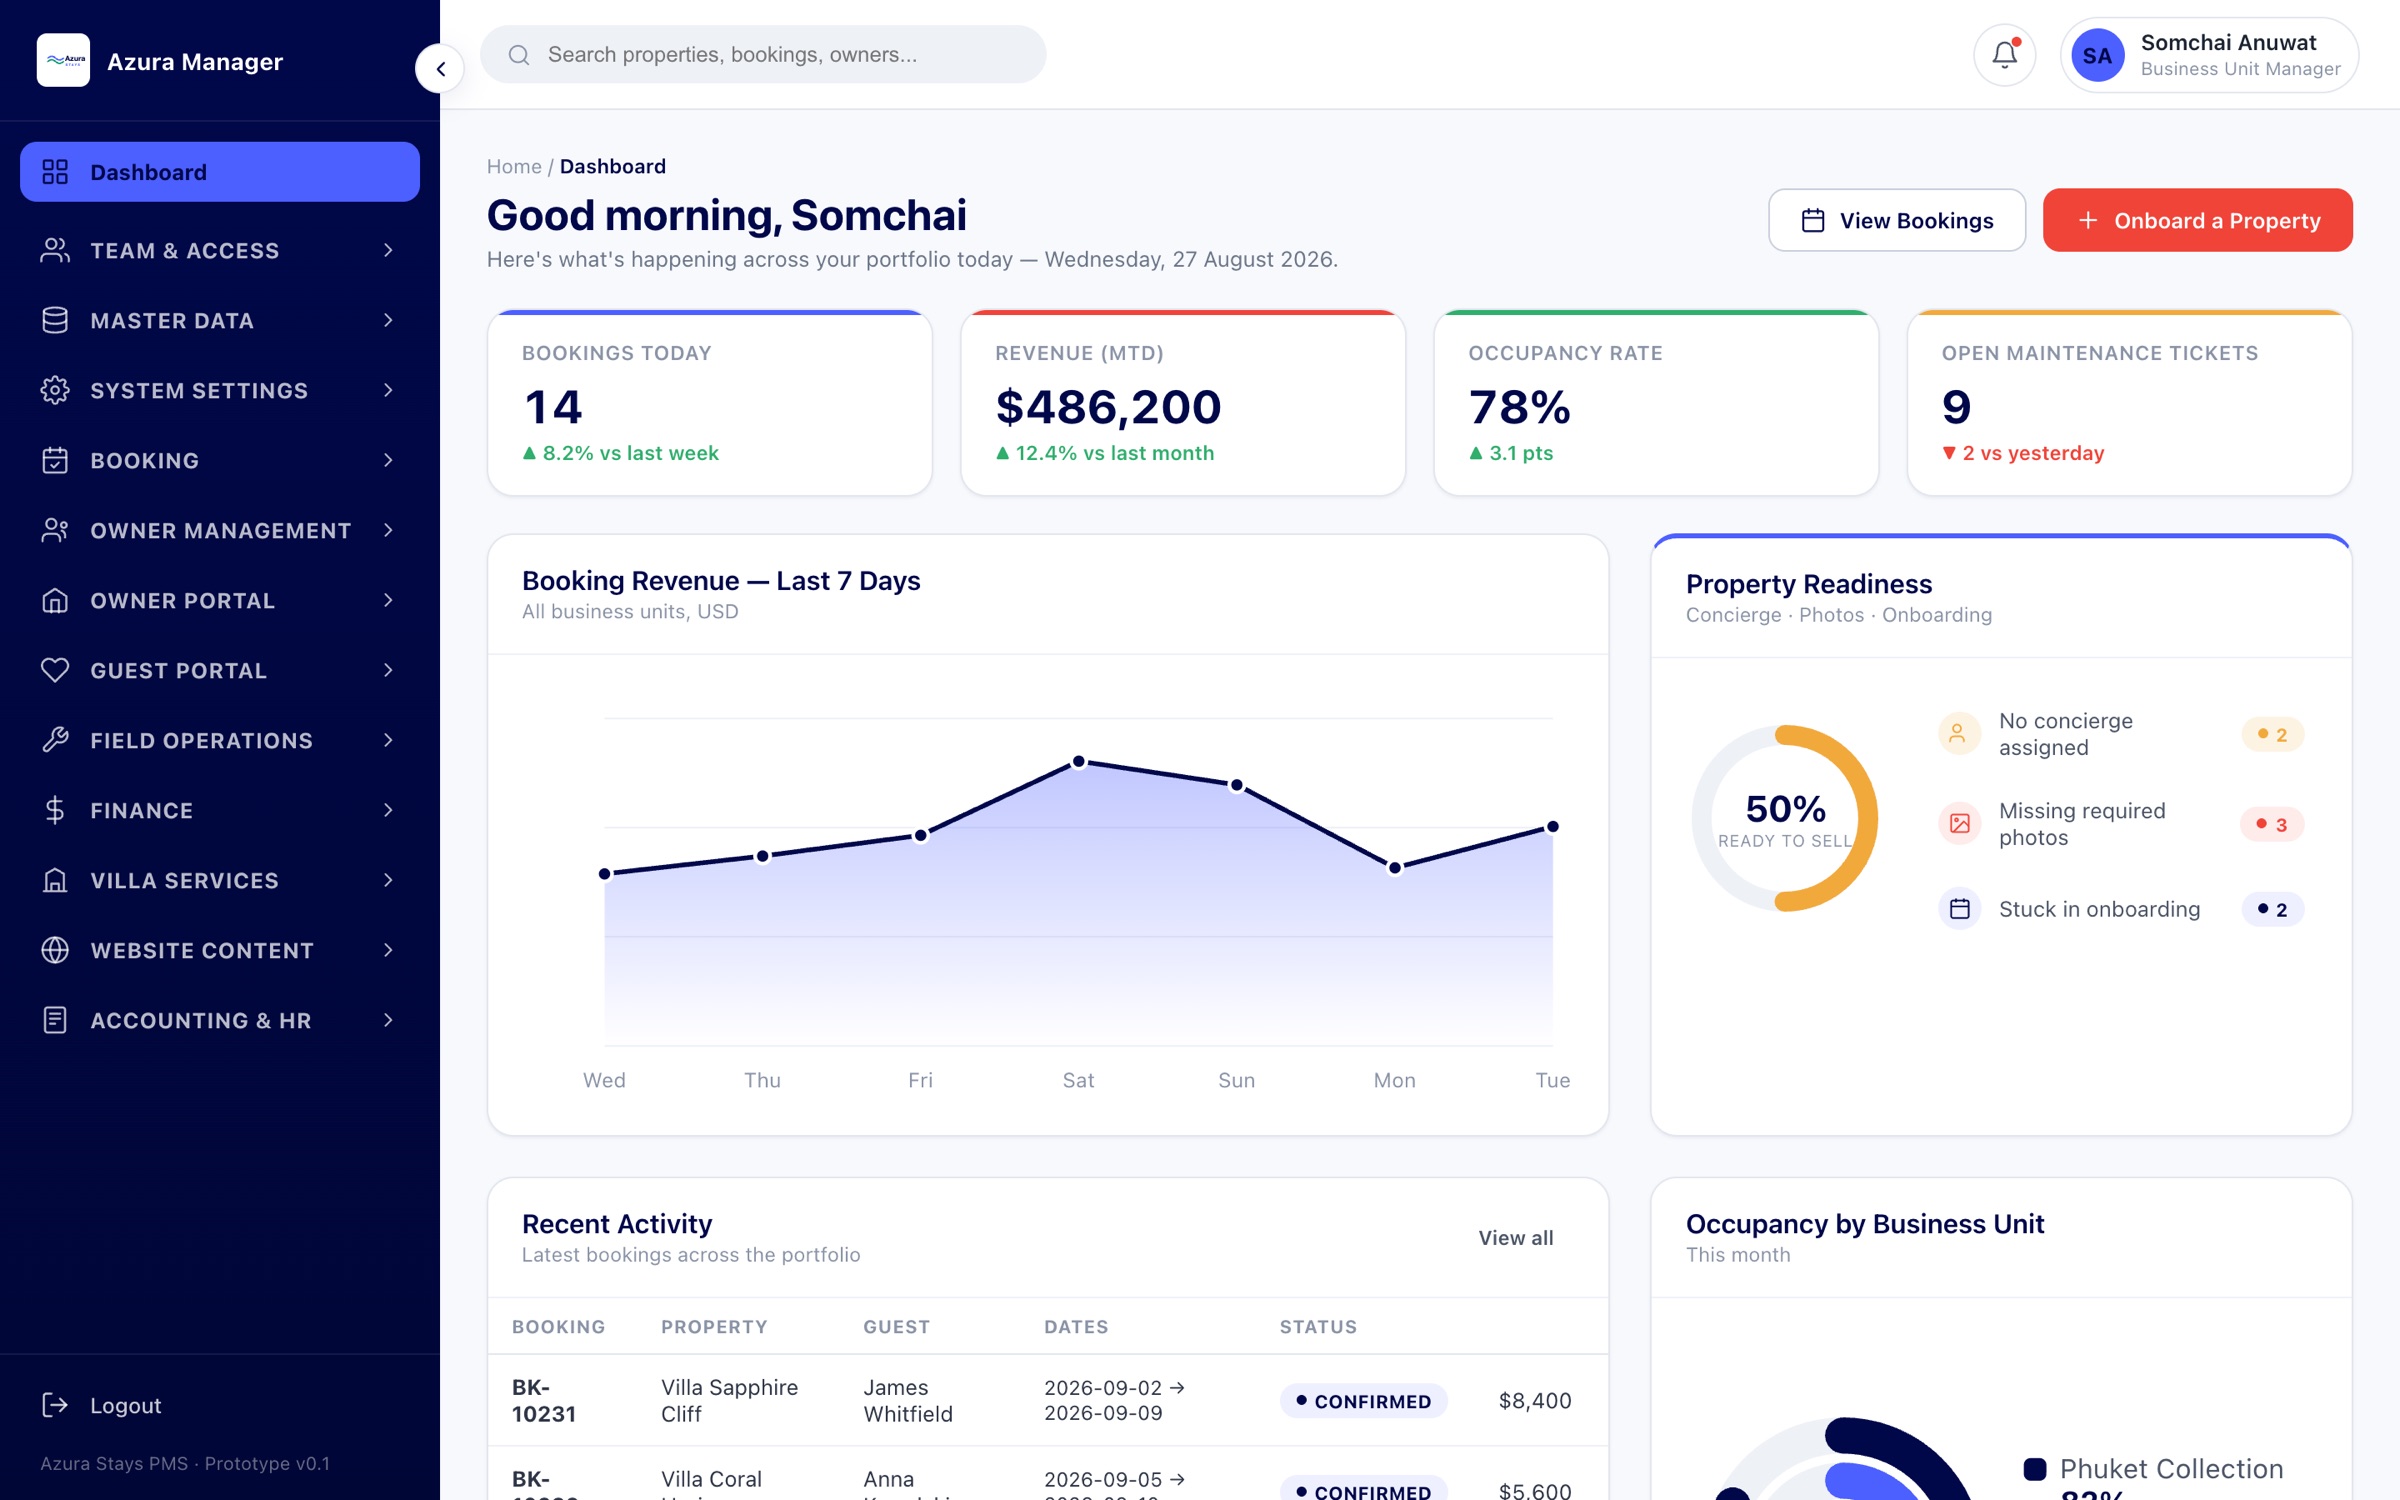 Azura
STAYS
Azura Manager
Search properties, bookings, owners...
SA
Somchai Anuwat
Business Unit Manager
Dashboard
TEAM & ACCESS
MASTER DATA
SYSTEM SETTINGS
BOOKING
OWNER MANAGEMENT
OWNER PORTAL
GUEST PORTAL
FIELD OPERATIONS
FINANCE
VILLA SERVICES
WEBSITE CONTENT
ACCOUNTING & HR
Logout
Azura Stays PMS · Prototype v0.1
Home / Dashboard
Good morning, Somchai
Here's what's happening across your portfolio today — Wednesday, 27 August 2026.
View Bookings
Onboard a Property
BOOKINGS TODAY
14
▲ 8.2% vs last week
REVENUE (MTD)
$486,200
▲ 12.4% vs last month
OCCUPANCY RATE
78%
▲ 3.1 pts
OPEN MAINTENANCE TICKETS
9
▼ 2 vs yesterday
Booking Revenue — Last 7 Days
All business units, USD
Wed Thu Fri Sat Sun Mon Tue
Property Readiness
Concierge · Photos · Onboarding
50%
READY TO SELL
No concierge
assigned
2
Missing required
photos
3
Stuck in onboarding
2
Recent Activity
Latest bookings across the portfolio
View all
BOOKING PROPERTY GUEST DATES STATUS
BK- Villa Sapphire James 2026-09-02 →
10231 Cliff Whitfield 2026-09-09 CONFIRMED $8,400
BK- Villa Coral Anna 2026-09-05 →
CONFIRMED $5,600
Occupancy by Business Unit
This month
Phuket Collection
82%